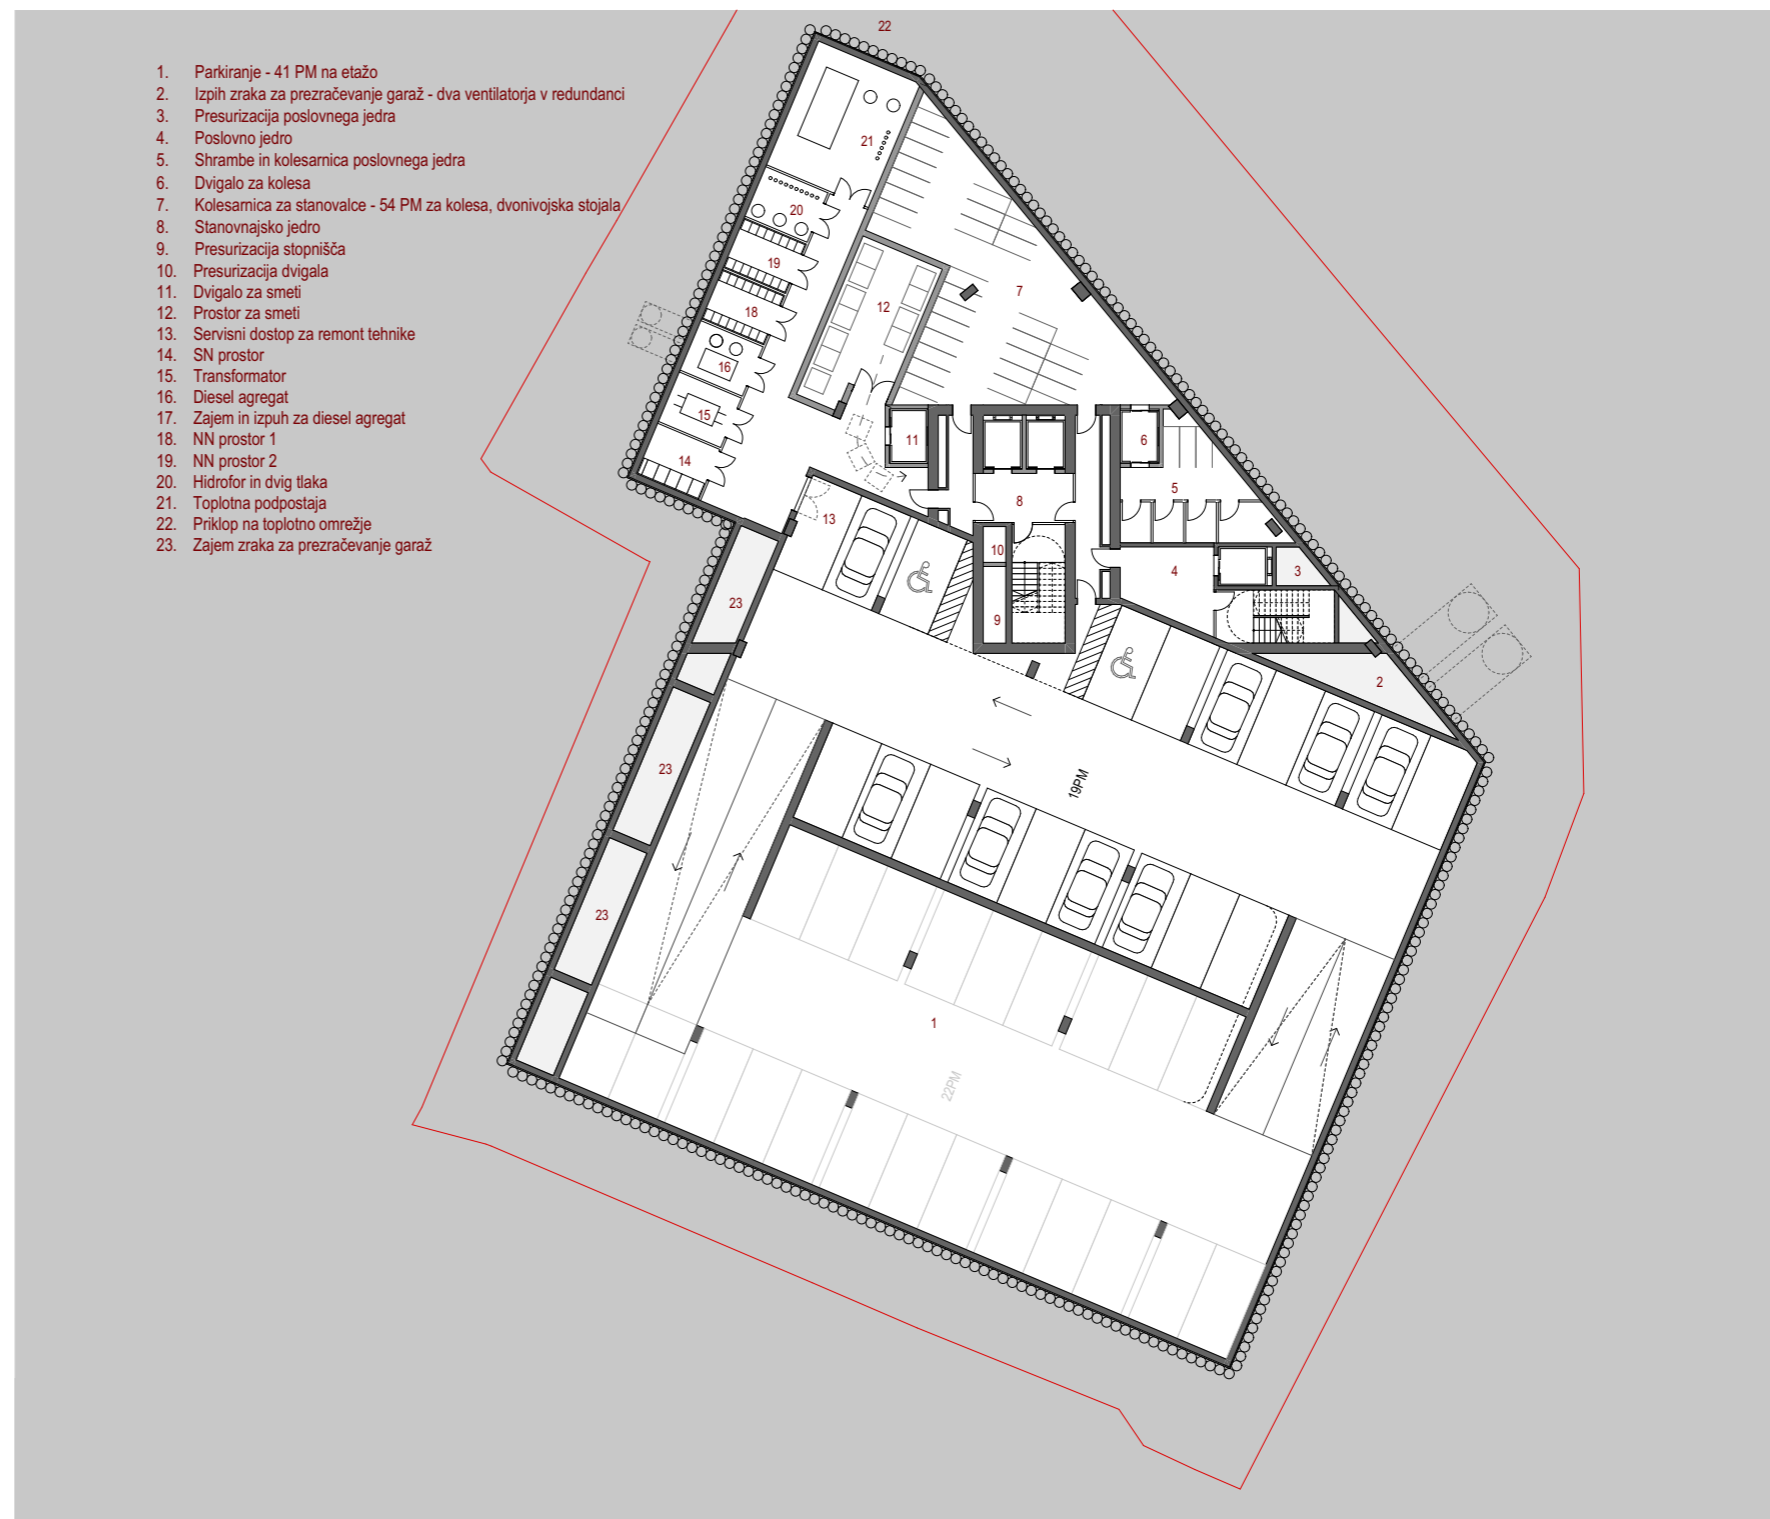 1. Parkiranje - 41 PM na etažo
2. Izpih zraka za prezračevanje garaž - dva ventilatorja v redundanci
3. Presurizacija poslovnega jedra
4. Poslovno jedro
5. Shrambe in kolesarnica poslovnega jedra
6. Dvigalo za kolesa
7. Kolesarnica za stanovalce - 54 PM za kolesa, dvonivojska stojala
8. Stanovnajsko jedro
9. Presurizacija stopnišča
10. Presurizacija dvigala
11. Dvigalo za smeti
12. Prostor za smeti
13. Servisni dostop za remont tehnike
14. SN prostor
15. Transformator
16. Diesel agregat
17. Zajem in izpuh za diesel agregat
18. NN prostor 1
19. NN prostor 2
20. Hidrofor in dvig tlaka
21. Toplotna podpostaja
22. Priklop na toplotno omrežje
23. Zajem zraka za prezračevanje garaž
22
21
20
19
18
7
12
16
15
11
6
14
5
8
13
10
4
3
23
9
2
23
19PM
23
1
22PM